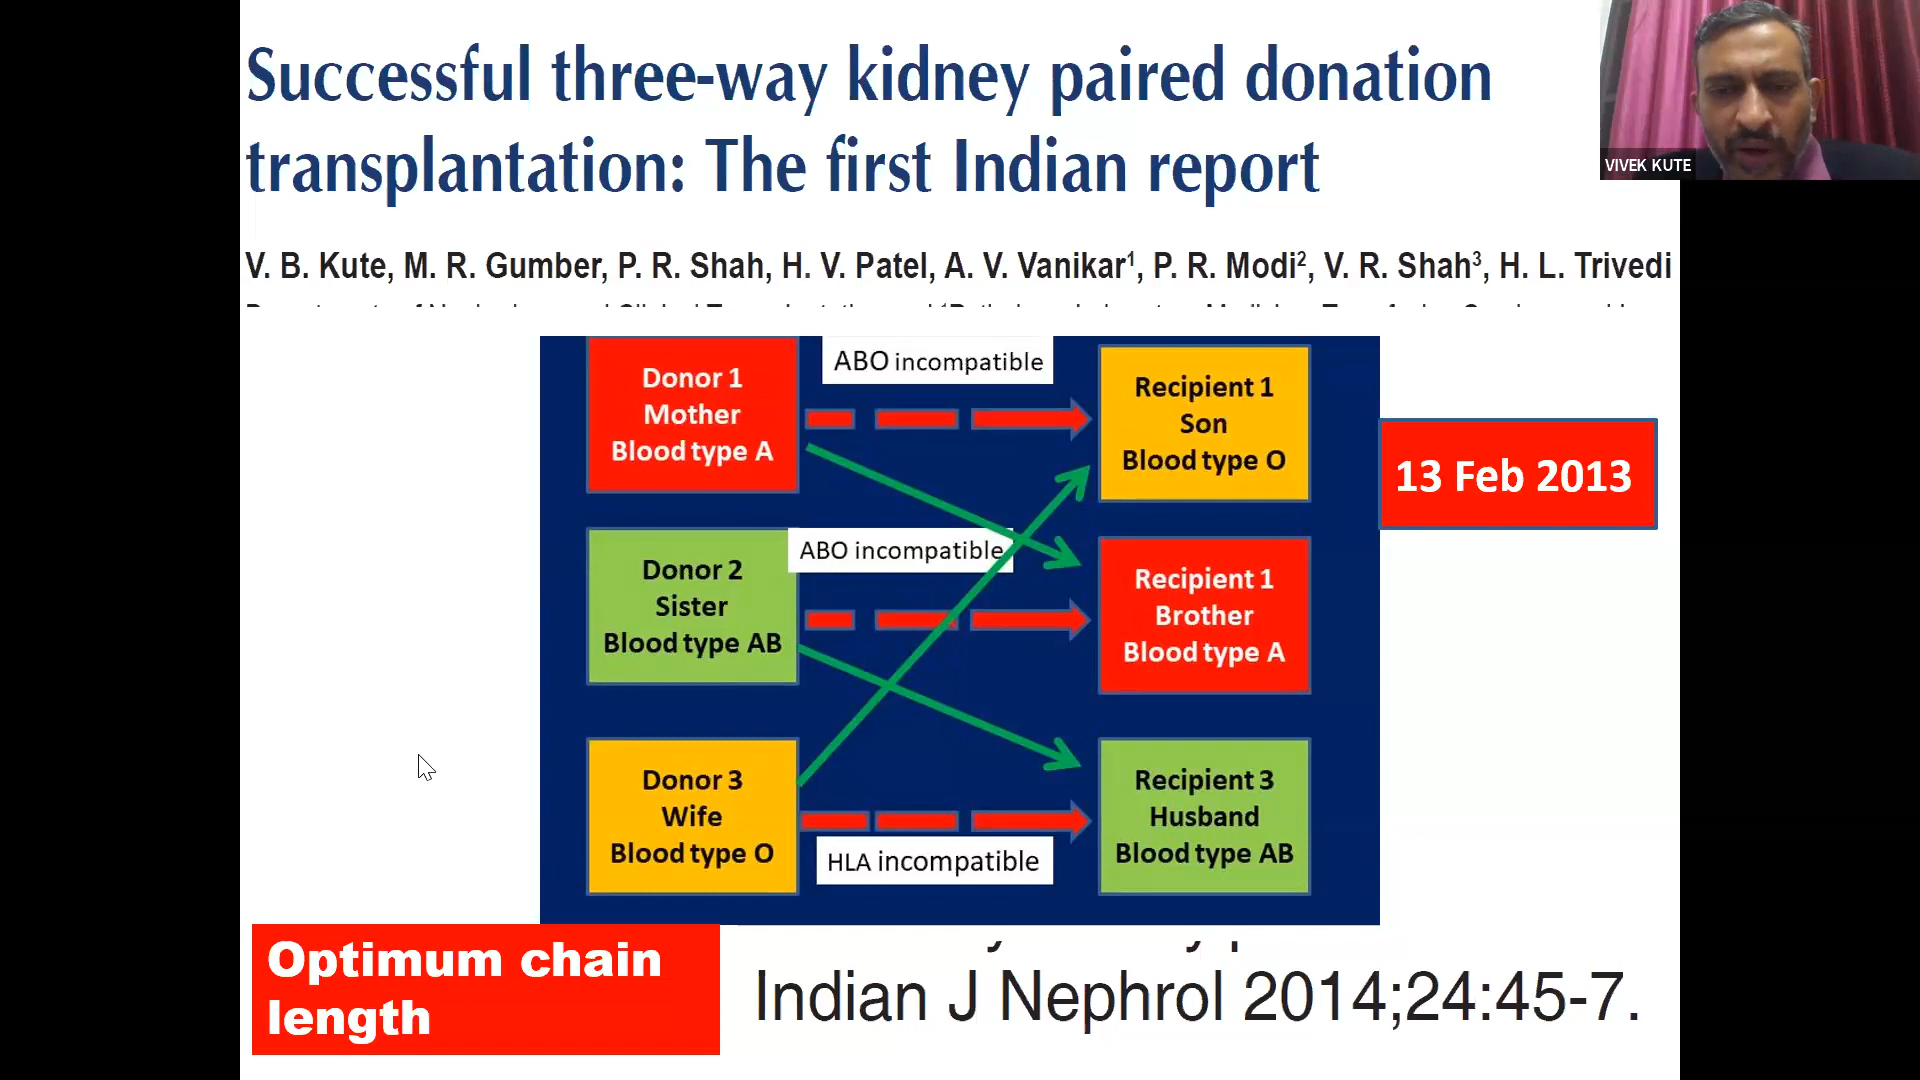 Successful three-way kidney paired donation
transplantation: The first Indian report
VIVEK KUTE
V. B. Kute, M. R. Gumber, P. R. Shah, H. V. Patel, A. V. Vanikar¹, P. R. Modi², V. R. Shah³, H. L. Trivedi
Donor 1
Mother
Blood type A
ABO incompatible
Recipient 1
Son
Blood type O
13 Feb 2013
Donor 2
Sister
Blood type AB
ABO incompatible
Recipient 1
Brother
Blood type A
Donor 3
Wife
Blood type O
HLA incompatible
Recipient 3
Husband
Blood type AB
Optimum chain
length
Indian J Nephrol 2014;24:45-7.